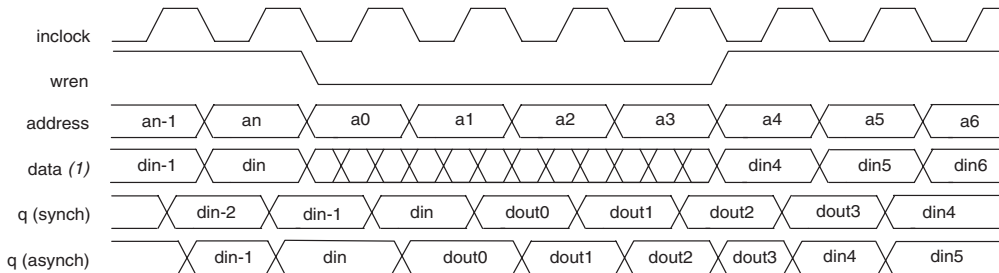 inclock
wren
address an-1 an a0 a1 a2 a3 a4 a5 a6
data (1) din-1 din din4 din5 din6
q (synch) din-2 din-1 din dout0 dout1 dout2 dout3 din4
q (asynch) din-1 din dout0 dout1 dout2 dout3 din4 din5